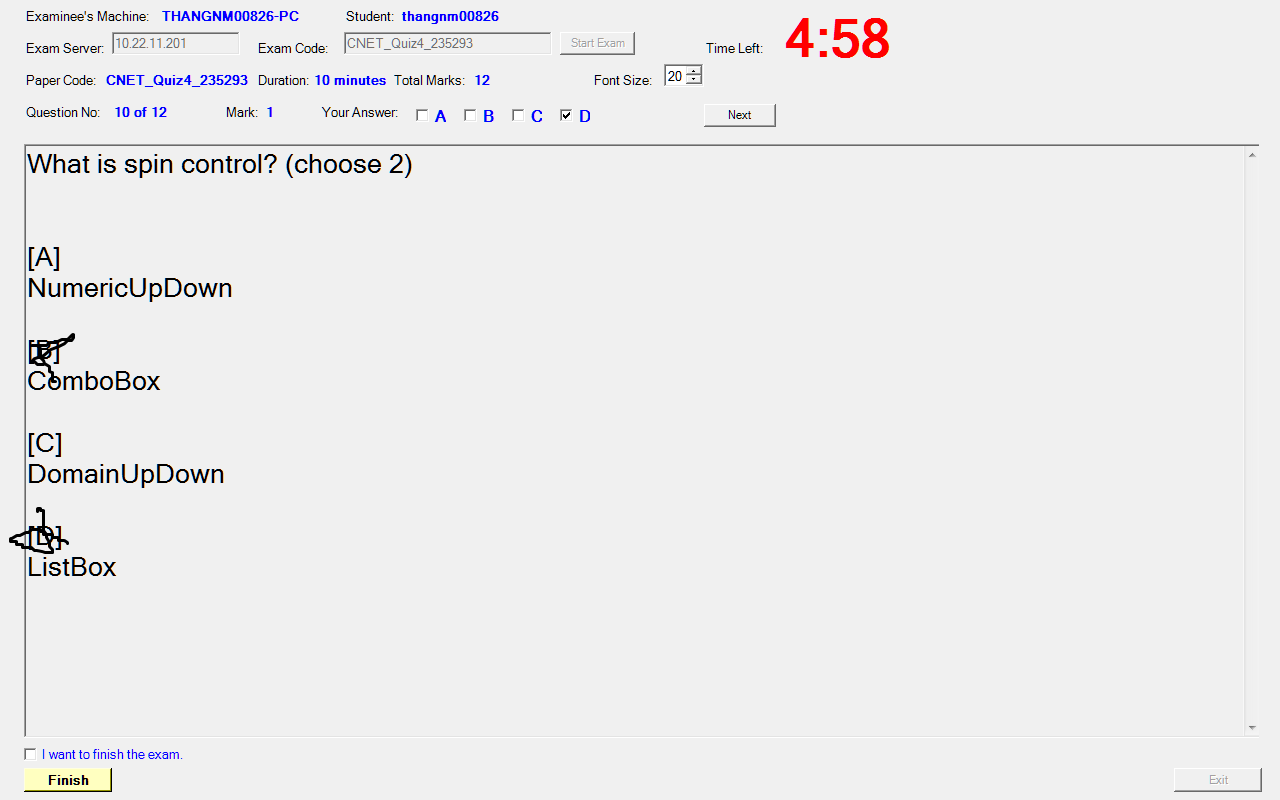 Examinee's Machine: THANGNM00826-PC Student: thangnm00826
Exam Server: 10.22.11.201 Exam Code: CNET_Quiz4_235293 Start Exam Time Left: 4:58
Paper Code: CNET_Quiz4_235293 Duration: 10 minutes Total Marks: 12 Font Size: 20
Question No: 10 of 12 Mark: 1 Your Answer: A B C D Next
What is spin control? (choose 2)
[A]
NumericUpDown
[B]
ComboBox
[C]
DomainUpDown
[D]
ListBox
I want to finish the exam.
Finish Exit